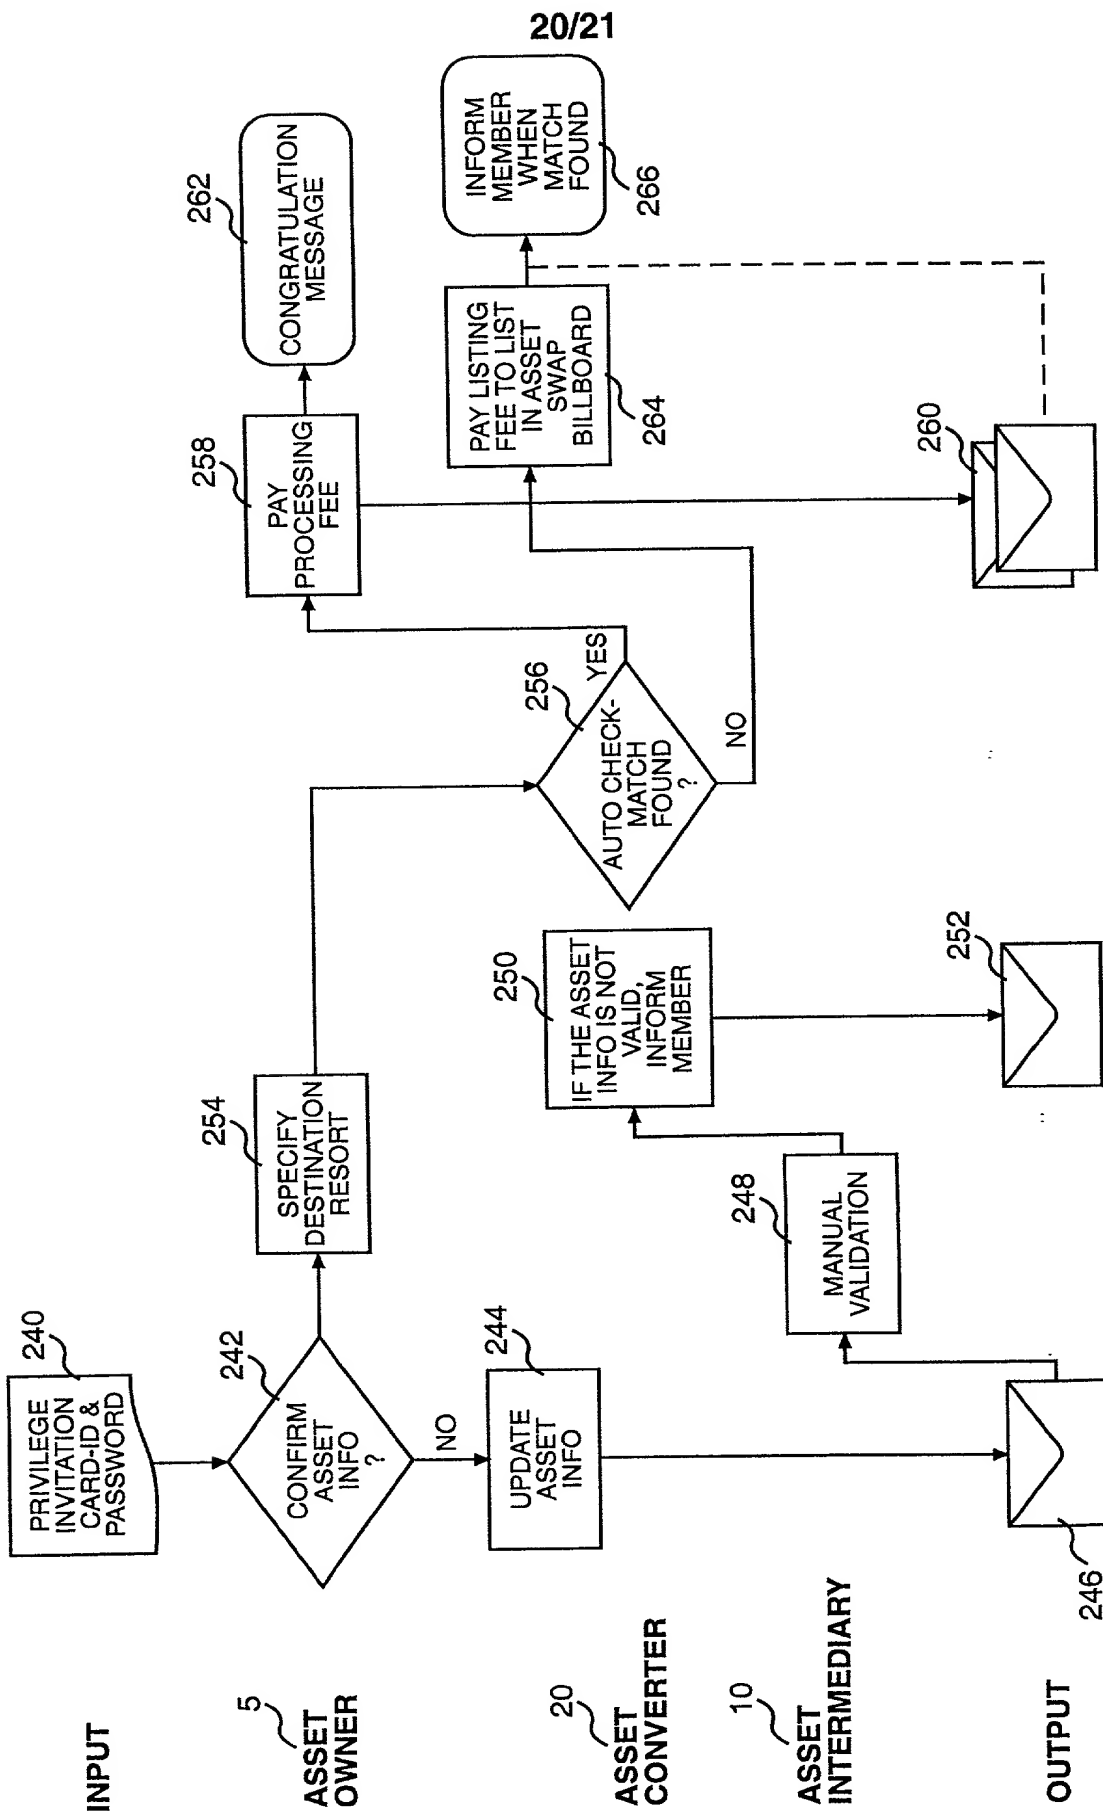 20/21
INPUT
5
ASSET
OWNER
20
ASSET
CONVERTER
10
ASSET
INTERMEDIARY
OUTPUT
240
PRIVILEGE
INVITATION
CARD-ID &
PASSWORD
242
CONFIRM
ASSET
INFO
?
NO
244
UPDATE
ASSET
INFO
246
248
MANUAL
VALIDATION
250
IF THE ASSET
INFO IS NOT
VALID,
INFORM
MEMBER
252
254
SPECIFY
DESTINATION
RESORT
256
AUTO CHECK-
MATCH
FOUND
?
YES
NO
258
PAY
PROCESSING
FEE
260
262
CONGRATULATION
MESSAGE
PAY LISTING
FEE TO LIST
IN ASSET
SWAP
BILLBOARD
264
INFORM
MEMBER
WHEN
MATCH
FOUND
266